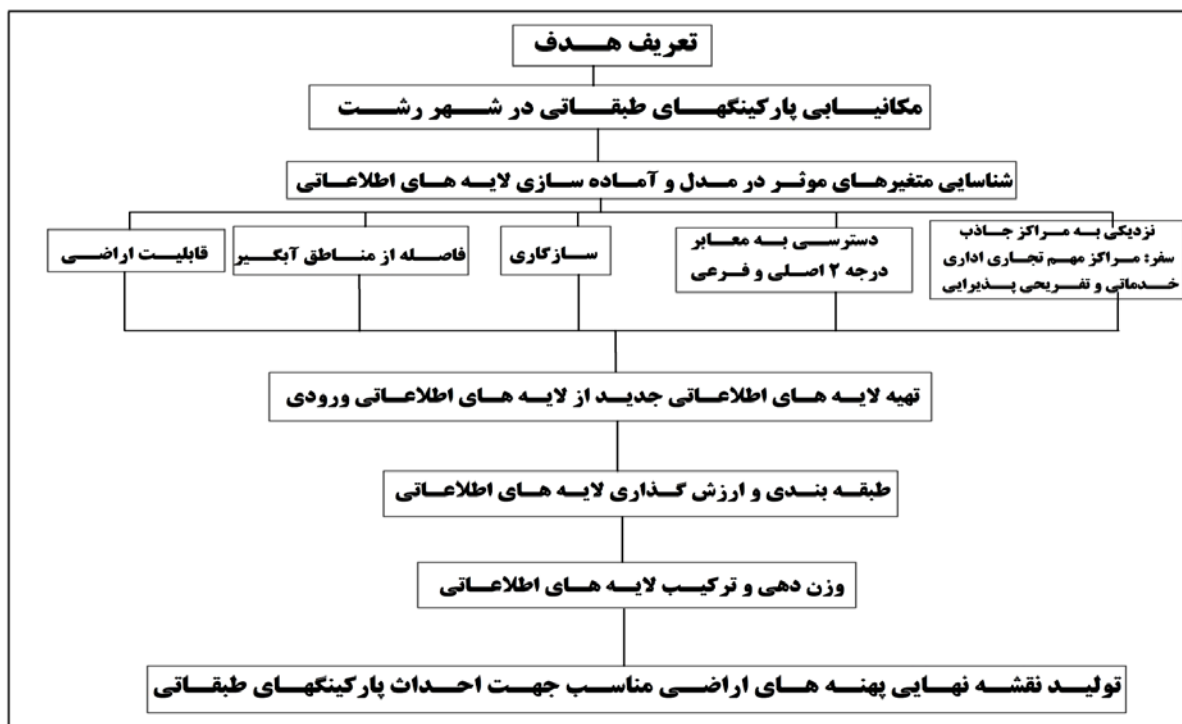 تعریف هدف
مکانیابی پارکینگهای طبقاتی در شهر رشت
شناسایی متغیرهای موثر در مدل و آماده سازی لایه های اطلاعاتی
نزدیکی به مراکز جاذب
سفر: مراکز مهم تجاری اداری
خدماتی و تفریحی پذیرایی
دسترسی به معابر
درجه ۲ اصلی و فرعی
سازگاری
فاصله از مناطق آبگیر
قابلیت اراضی
تهیه لایه های اطلاعاتی جدید از لایه های اطلاعاتی ورودی
طبقه بندی و ارزش گذاری لایه های اطلاعاتی
وزن دهی و ترکیب لایه های اطلاعاتی
تولید نقشه نهایی پهنه های اراضی مناسب جهت احداث پارکینگهای طبقاتی